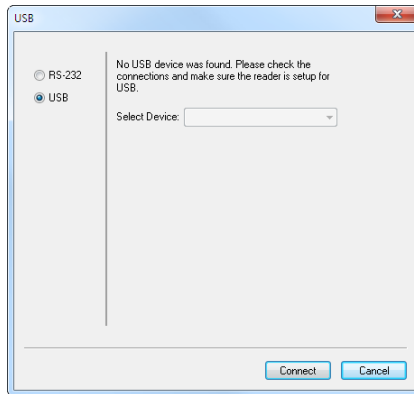 USB
RS-232
USB
No USB device was found. Please check the
connections and make sure the reader is setup for
USB.
Select Device:
Connect
Cancel